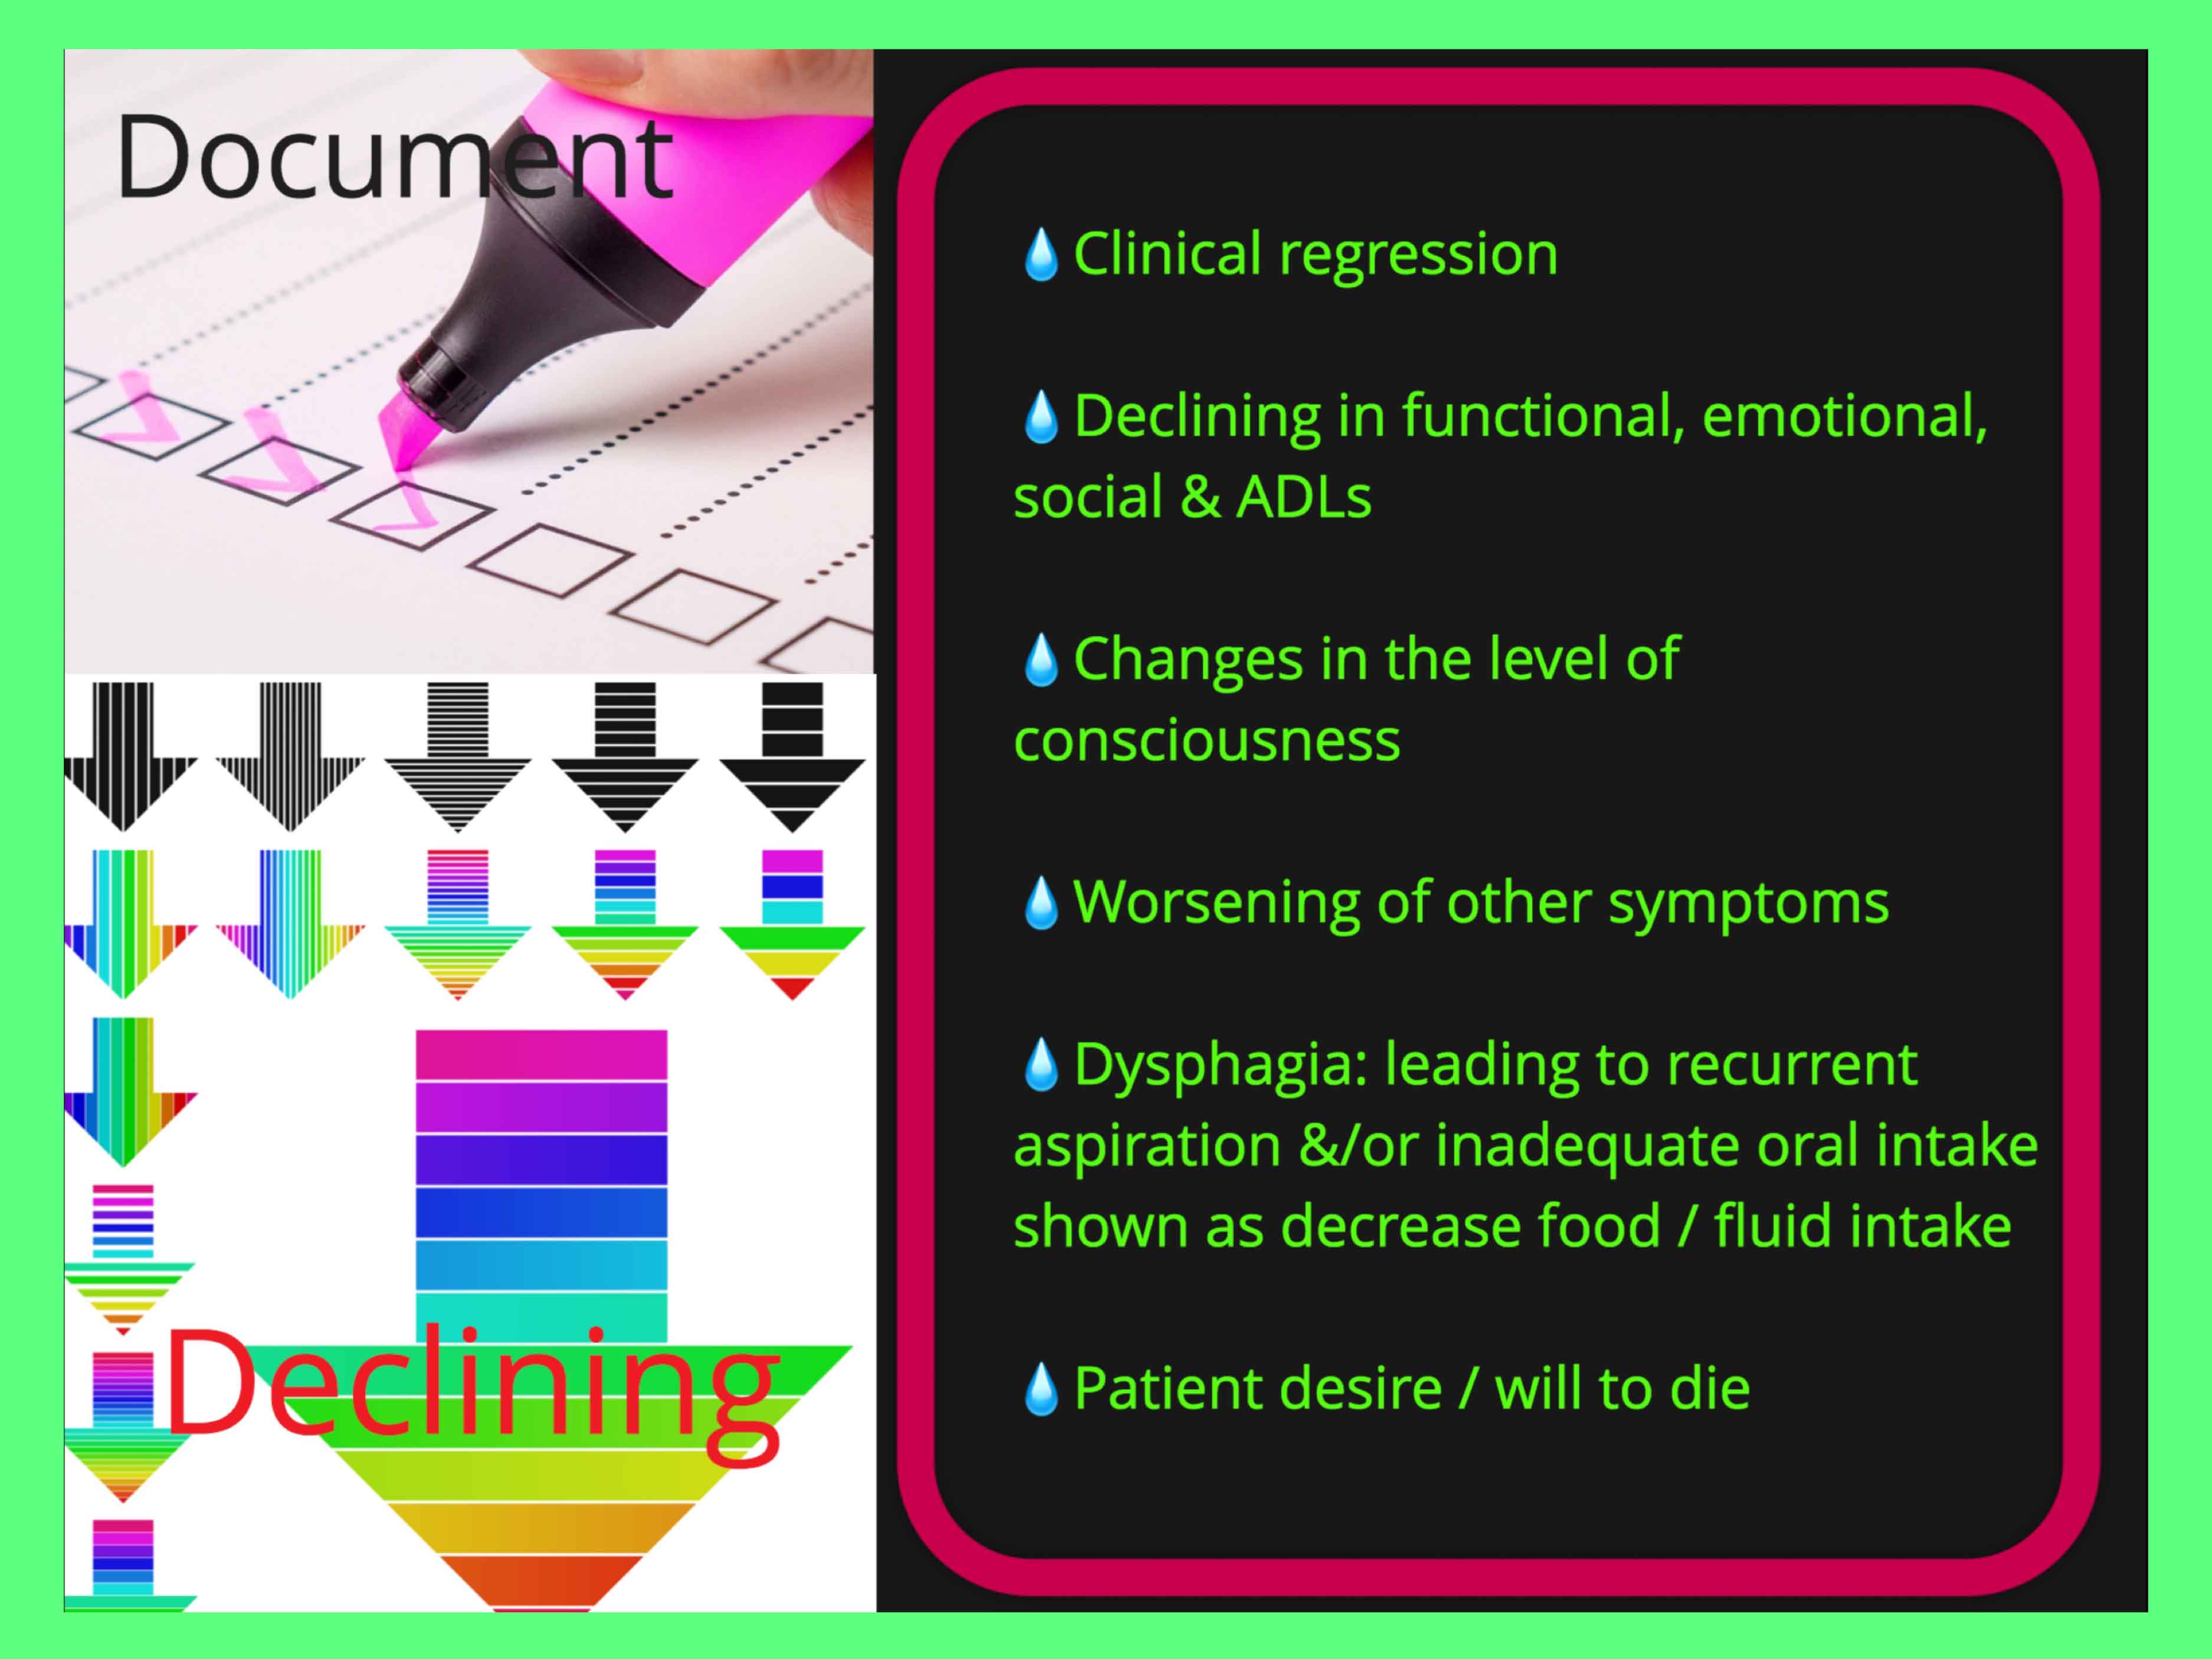 Document
Declining
💧Clinical regression
💧Declining in functional, emotional,
social & ADLs
💧Changes in the level of
consciousness
💧Worsening of other symptoms
💧Dysphagia: leading to recurrent
aspiration &/or inadequate oral intake
shown as decrease food / fluid intake
💧Patient desire / will to die